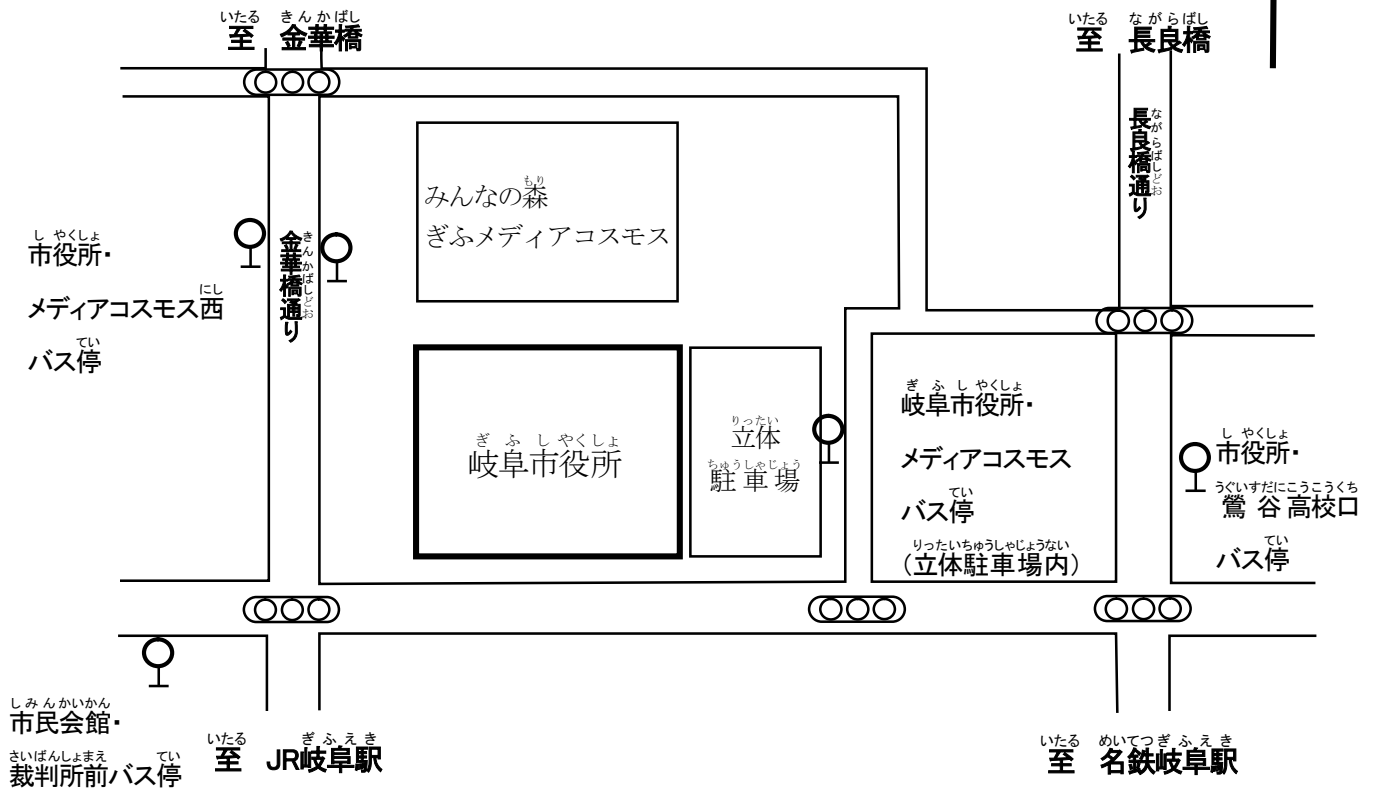 至 金華橋
至 長良橋
長良橋通り
みんなの森
ぎふメディアコスモス
市役所・
メディアコスモス西
バス停
金華橋通り
岐阜市役所
立体
駐車場
岐阜市役所・
メディアコスモス
バス停
(立体駐車場内)
市役所・
鶯谷高校口
バス停
市民会館・
裁判所前バス停
至 JR岐阜駅
至 名鉄岐阜駅